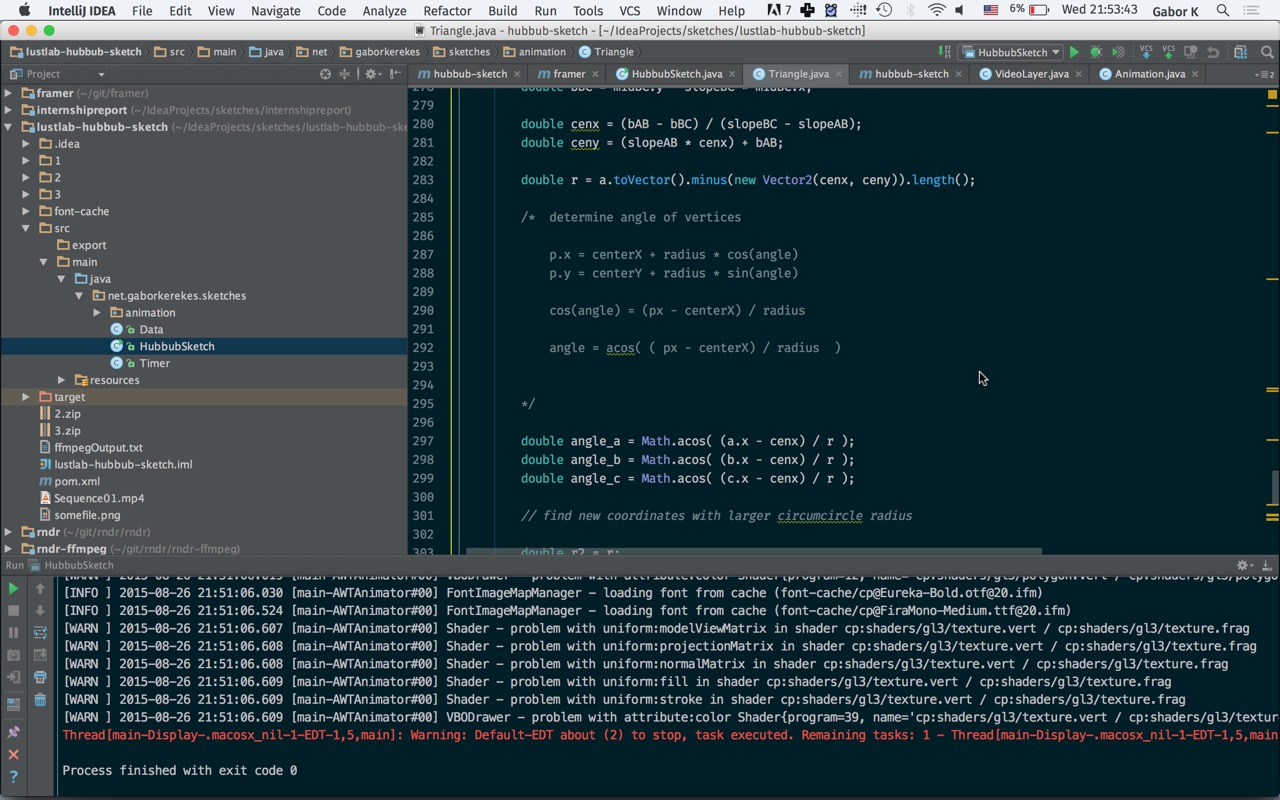 IntelliJ IDEA File Edit View Navigate Code Analyze Refactor Build Run Tools VCS Window Help 7 6% Wed 21:53:43 Gabor K
Triangle.java - hubbub-sketch - [~/IdeaProjects/sketches/lustlab-hubbub-sketch]
lustlab-hubbub-sketch src main java net gaborkerekes sketches animation Triangle HubbubSketch VCS VCS
Project hubbub-sketch framer HubbubSketch.java Triangle.java hubbub-sketch VideoLayer.java Animation.java 2
framer (~/git/framer)
internshipreport (~/IdeaProjects/sketches/internshipreport)
lustlab-hubbub-sketch (~/IdeaProjects/sketches/lustlab-hubbub-ske
.idea
1
2
3
font-cache
src
export
main
java
net.gaborkerekes.sketches
animation
Data
HubbubSketch
Timer
resources
target
2.zip
3.zip
ffmpegOutput.txt
lustlab-hubbub-sketch.iml
pom.xml
Sequence01.mp4
somefile.png
rndr (~/git/rndr/rndr)
rndr-ffmpeg (~/git/rndr/rndr-ffmpeg)
278 double bBC = midBC.y - slopeBC * midBC.x;
279
280 double cenx = (bAB - bBC) / (slopeBC - slopeAB);
281 double ceny = (slopeAB * cenx) + bAB;
282
283 double r = a.toVector().minus(new Vector2(cenx, ceny)).length();
284
285 /* determine angle of vertices
286
287 p.x = centerX + radius * cos(angle)
288 p.y = centerY + radius * sin(angle)
289
290 cos(angle) = (px - centerX) / radius
291
292 angle = acos( ( px - centerX) / radius )
293
294
295 */
296
297 double angle_a = Math.acos( (a.x - cenx) / r );
298 double angle_b = Math.acos( (b.x - cenx) / r );
299 double angle_c = Math.acos( (c.x - cenx) / r );
300
301 // find new coordinates with larger circumcircle radius
302
303 double r2 = r;
Run HubbubSketch
[WARN ] 2015-08-26 21:51:06.015 [main-AWTAnimator#00] VBODrawer - problem with attribute:color Shader{program=12, name='cp:shaders/gl3/polygon.vert / cp:shaders/gl3/polygo
[INFO ] 2015-08-26 21:51:06.030 [main-AWTAnimator#00] FontImageMapManager - loading font from cache (font-cache/cp@Eureka-Bold.otf@20.ifm)
[INFO ] 2015-08-26 21:51:06.524 [main-AWTAnimator#00] FontImageMapManager - loading font from cache (font-cache/cp@FiraMono-Medium.ttf@20.ifm)
[WARN ] 2015-08-26 21:51:06.607 [main-AWTAnimator#00] Shader - problem with uniform:modelViewMatrix in shader cp:shaders/gl3/texture.vert / cp:shaders/gl3/texture.frag
[WARN ] 2015-08-26 21:51:06.608 [main-AWTAnimator#00] Shader - problem with uniform:projectionMatrix in shader cp:shaders/gl3/texture.vert / cp:shaders/gl3/texture.frag
[WARN ] 2015-08-26 21:51:06.608 [main-AWTAnimator#00] Shader - problem with uniform:normalMatrix in shader cp:shaders/gl3/texture.vert / cp:shaders/gl3/texture.frag
[WARN ] 2015-08-26 21:51:06.609 [main-AWTAnimator#00] Shader - problem with uniform:fill in shader cp:shaders/gl3/texture.vert / cp:shaders/gl3/texture.frag
[WARN ] 2015-08-26 21:51:06.609 [main-AWTAnimator#00] Shader - problem with uniform:stroke in shader cp:shaders/gl3/texture.vert / cp:shaders/gl3/texture.frag
[WARN ] 2015-08-26 21:51:06.609 [main-AWTAnimator#00] VBODrawer - problem with attribute:color Shader{program=39, name='cp:shaders/gl3/texture.vert / cp:shaders/gl3/textur
Thread[main-Display-.macosx_nil-1-EDT-1,5,main]: Warning: Default-EDT about (2) to stop, task executed. Remaining tasks: 1 - Thread[main-Display-.macosx_nil-1-EDT-1,5,main
Process finished with exit code 0